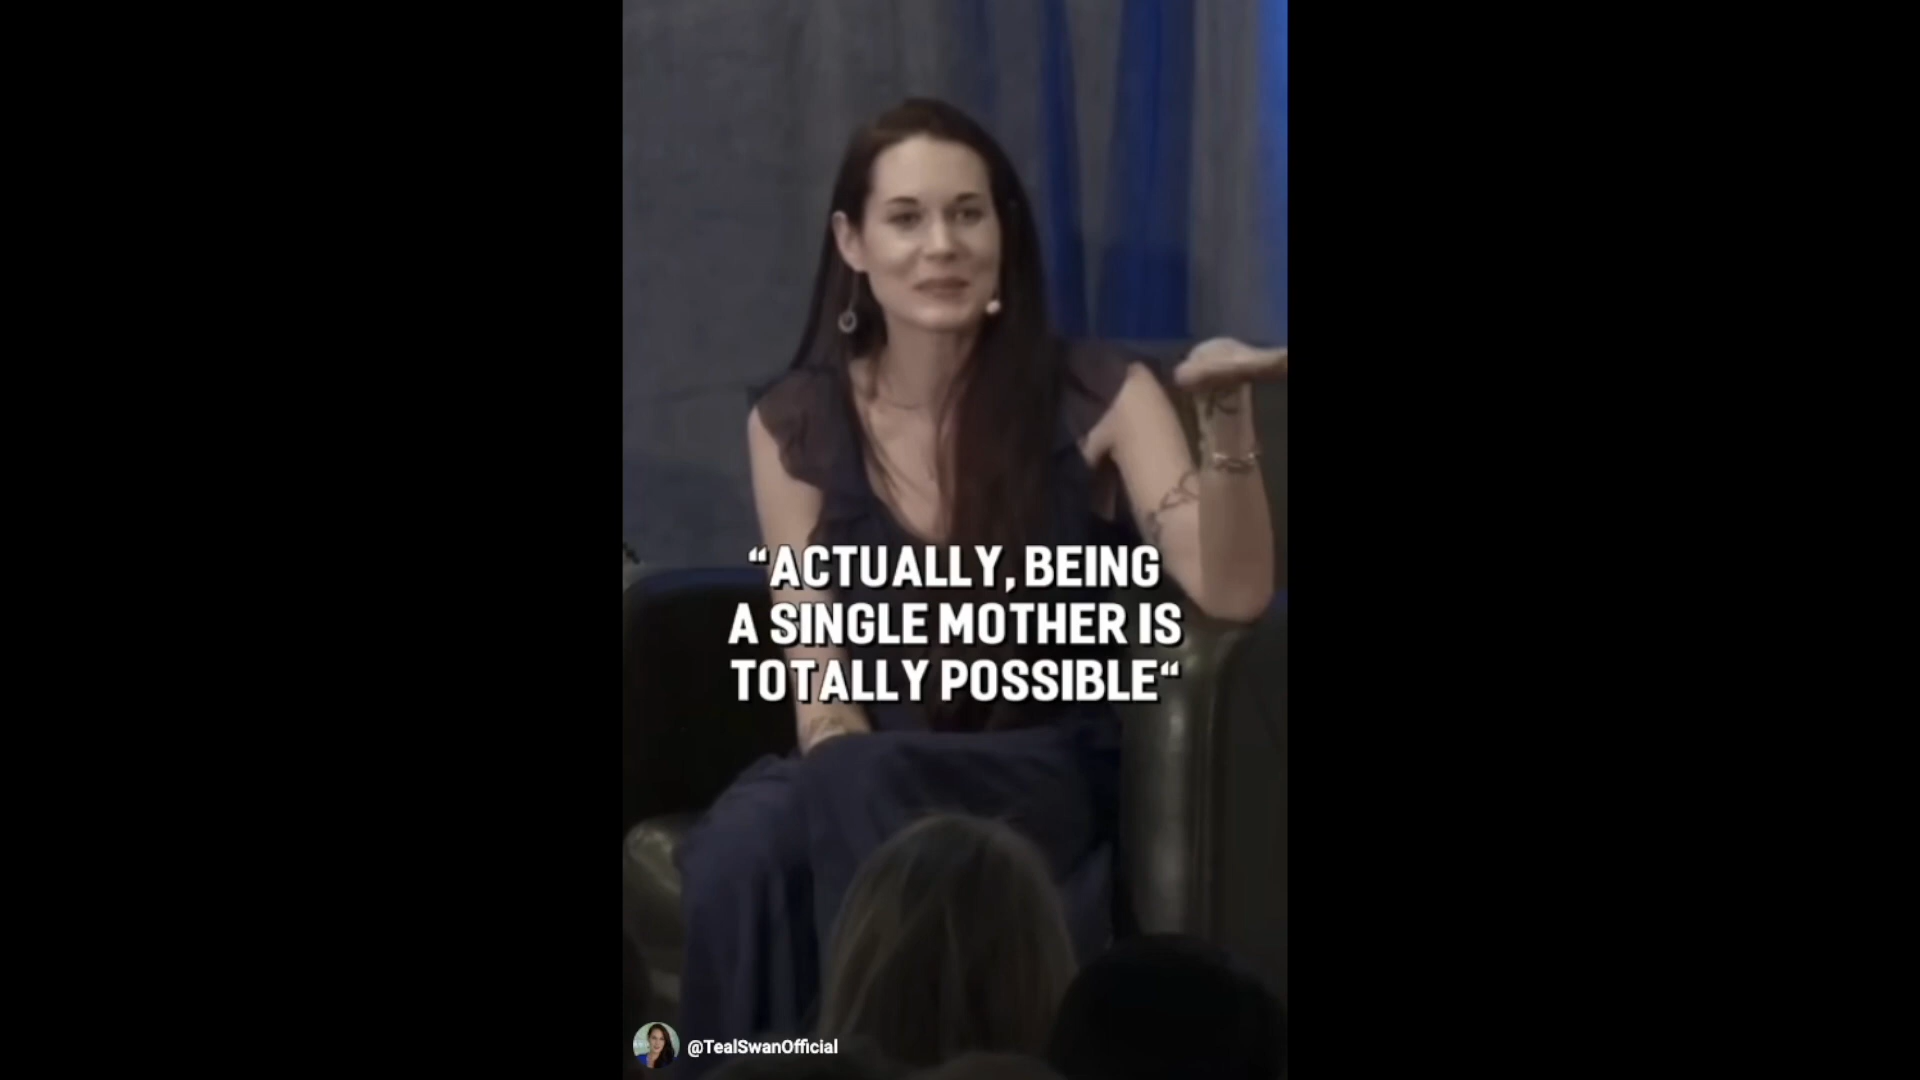 “ACTUALLY, BEING
A SINGLE MOTHER IS
TOTALLY POSSIBLE“
@TealSwanOfficial